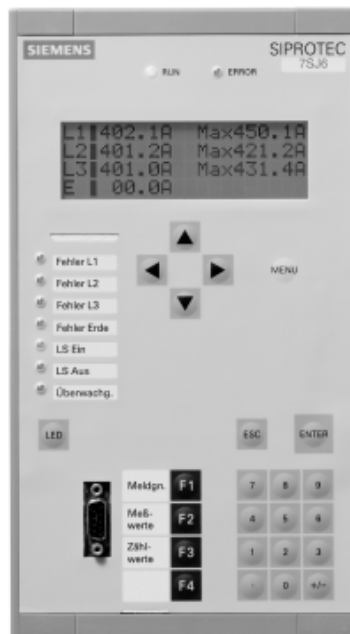 SIEMENS
SIPROTEC
7SJ6
RUN
ERROR
L1 402.1A Max450.1A
L2 401.2A Max421.2A
L3 401.0A Max431.4A
E 00.0A
MENU
Fehler L1
Fehler L2
Fehler L3
Fehler Erde
LS Ein
LS Aus
Überwachg.
LED
ESC
ENTER
Meldgn.
F1
7
8
9
Meß-
werte
F2
4
5
6
Zähl-
werte
F3
1
2
3
F4
.
0
+/-